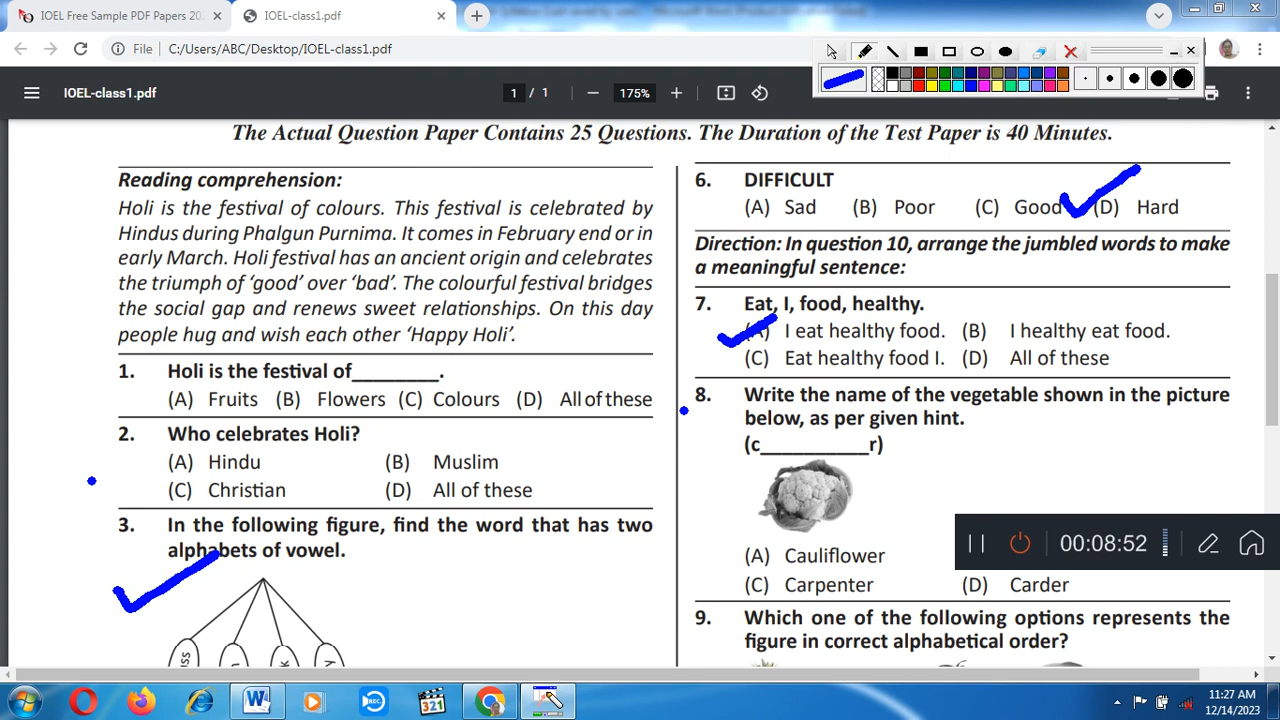 IOEL Free Sample PDF Papers 202
IOEL-class1.pdf
File
C:/Users/ABC/Desktop/IOEL-class1.pdf
IOEL-class1.pdf
1 / 1
175%
The Actual Question Paper Contains 25 Questions. The Duration of the Test Paper is 40 Minutes.
Reading comprehension:
Holi is the festival of colours. This festival is celebrated by
Hindus during Phalgun Purnima. It comes in February end or in
early March. Holi festival has an ancient origin and celebrates
the triumph of ‘good’ over ‘bad’. The colourful festival bridges
the social gap and renews sweet relationships. On this day
people hug and wish each other ‘Happy Holi’.
1. Holi is the festival of________.
(A) Fruits (B) Flowers (C) Colours (D) All of these
2. Who celebrates Holi?
(A) Hindu (B) Muslim
(C) Christian (D) All of these
3. In the following figure, find the word that has two
alphabets of vowel.
6. DIFFICULT
(A) Sad (B) Poor (C) Good (D) Hard
Direction: In question 10, arrange the jumbled words to make
a meaningful sentence:
7. Eat, I, food, healthy.
(A) I eat healthy food. (B) I healthy eat food.
(C) Eat healthy food I. (D) All of these
8. Write the name of the vegetable shown in the picture
below, as per given hint.
(c__________r)
(A) Cauliflower
(C) Carpenter (D) Carder
9. Which one of the following options represents the
figure in correct alphabetical order?
00:08:52
REC
321
11:27 AM
12/14/2023